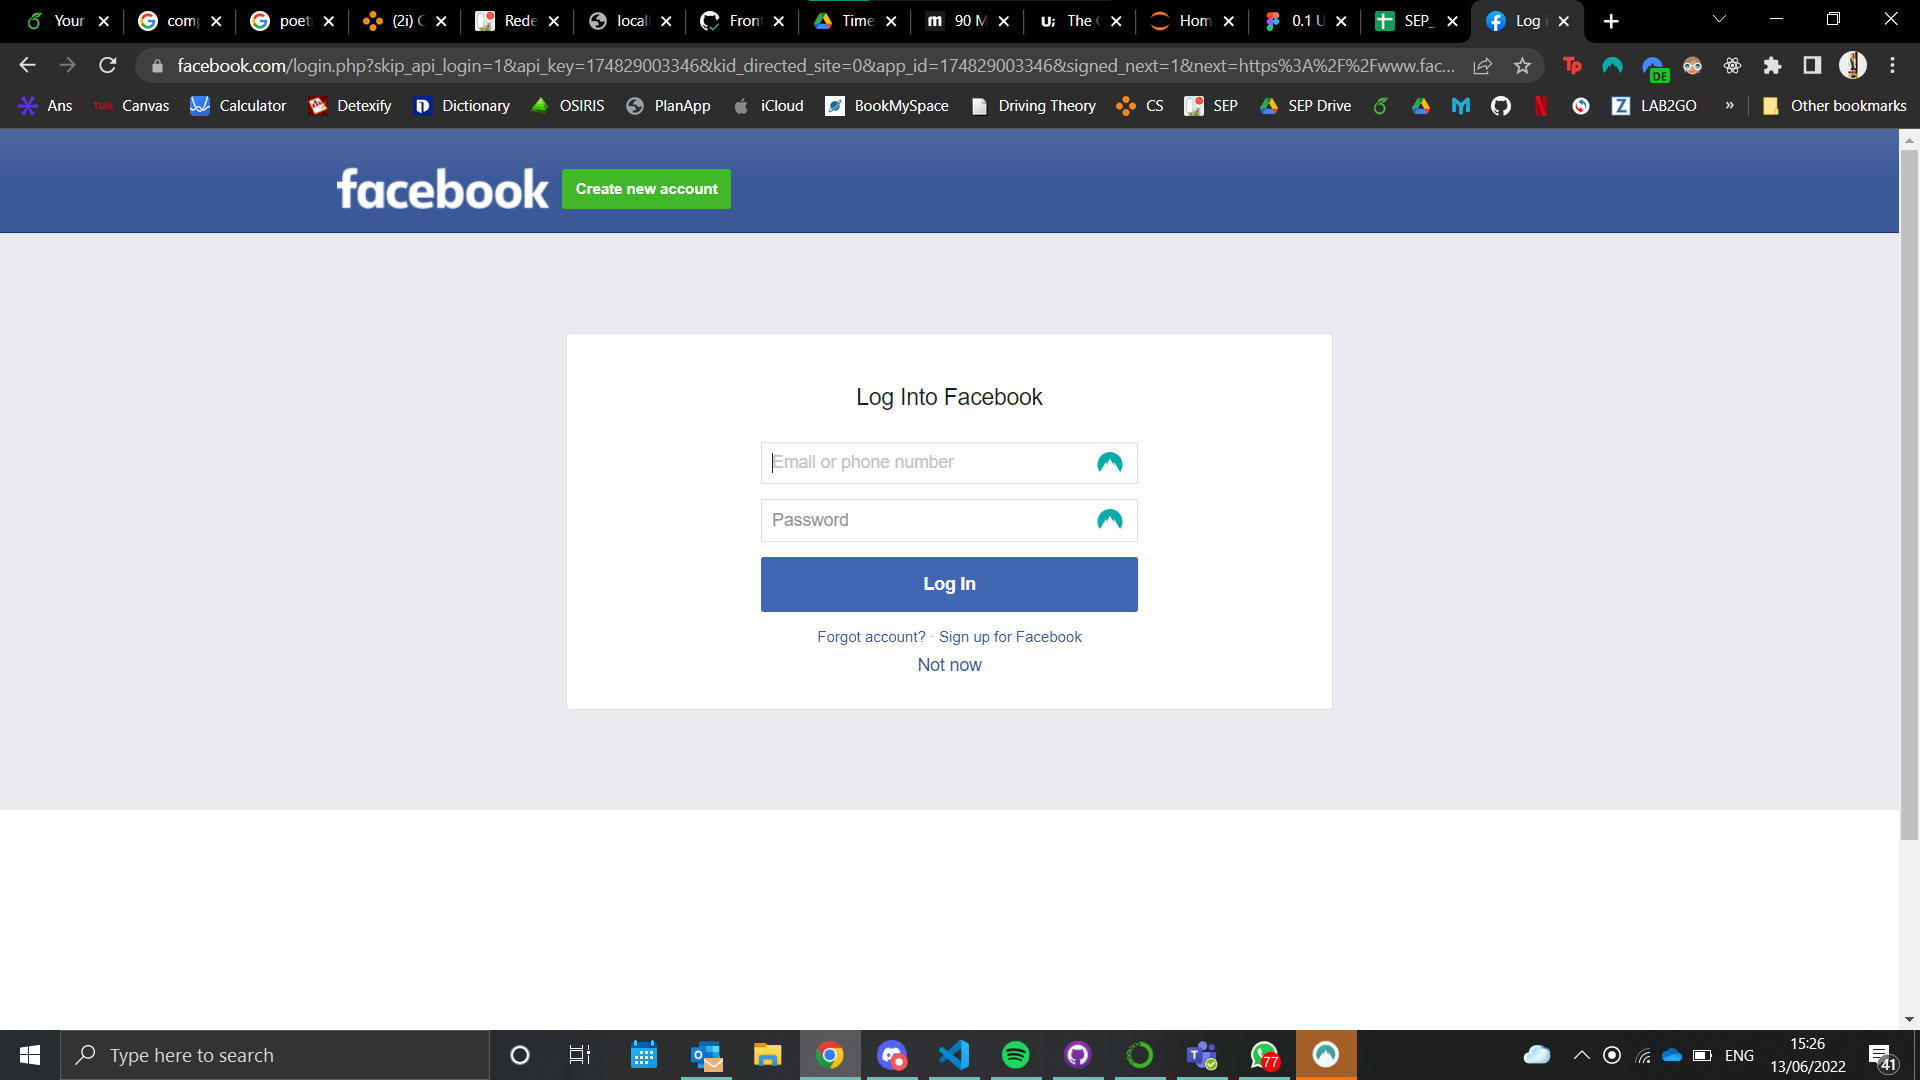 Your
comp
poet
(2i) C
Rede
locall
Front
Time
90 M
The C
Hom
0.1 U
SEP_
Log i
facebook.com/login.php?skip_api_login=1&api_key=174829003346&kid_directed_site=0&app_id=174829003346&signed_next=1&next=https%3A%2F%2Fwww.fac...
DE
Ans
TU/e Canvas
Calculator
Detexify
Dictionary
OSIRIS
PlanApp
iCloud
BookMySpace
Driving Theory
CS
SEP
SEP Drive
LAB2GO
»
Other bookmarks
facebook
Create new account
Log Into Facebook
Email or phone number
Password
Log In
Forgot account? · Sign up for Facebook
Not now
Type here to search
77
ENG
15:26
13/06/2022
41